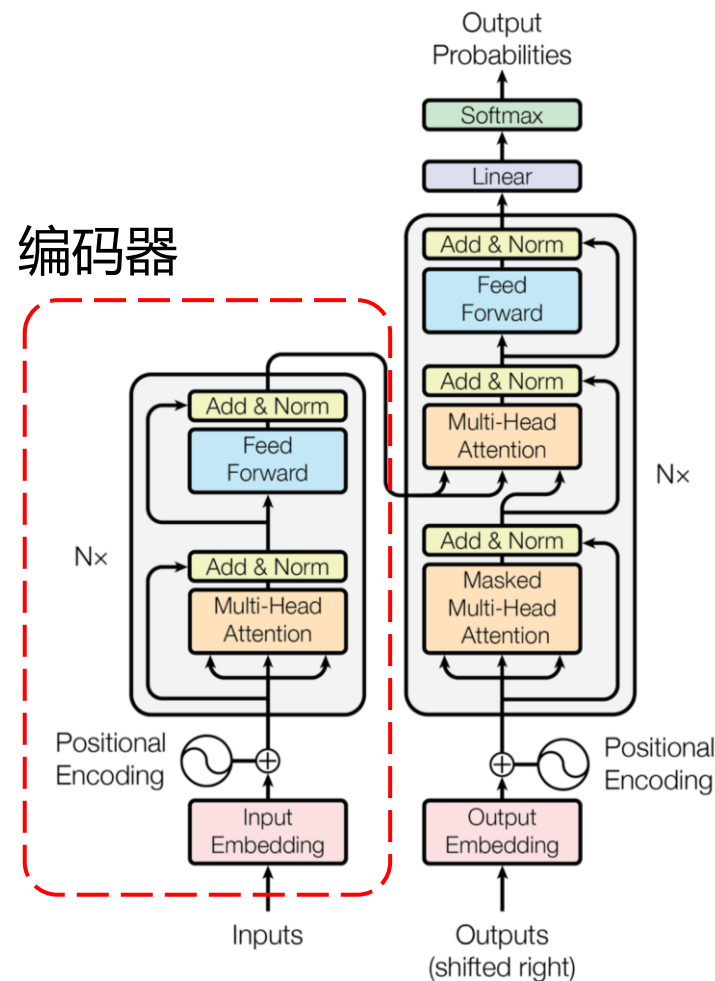 Output
Probabilities
Softmax
Linear
Add & Norm
Feed
Forward
Add & Norm
Multi-Head
Attention
N×
Add & Norm
Masked
Multi-Head
Attention
Positional
Encoding
Output
Embedding
Outputs
(shifted right)
编码器
Add & Norm
Feed
Forward
N×
Add & Norm
Multi-Head
Attention
Positional
Encoding
Input
Embedding
Inputs